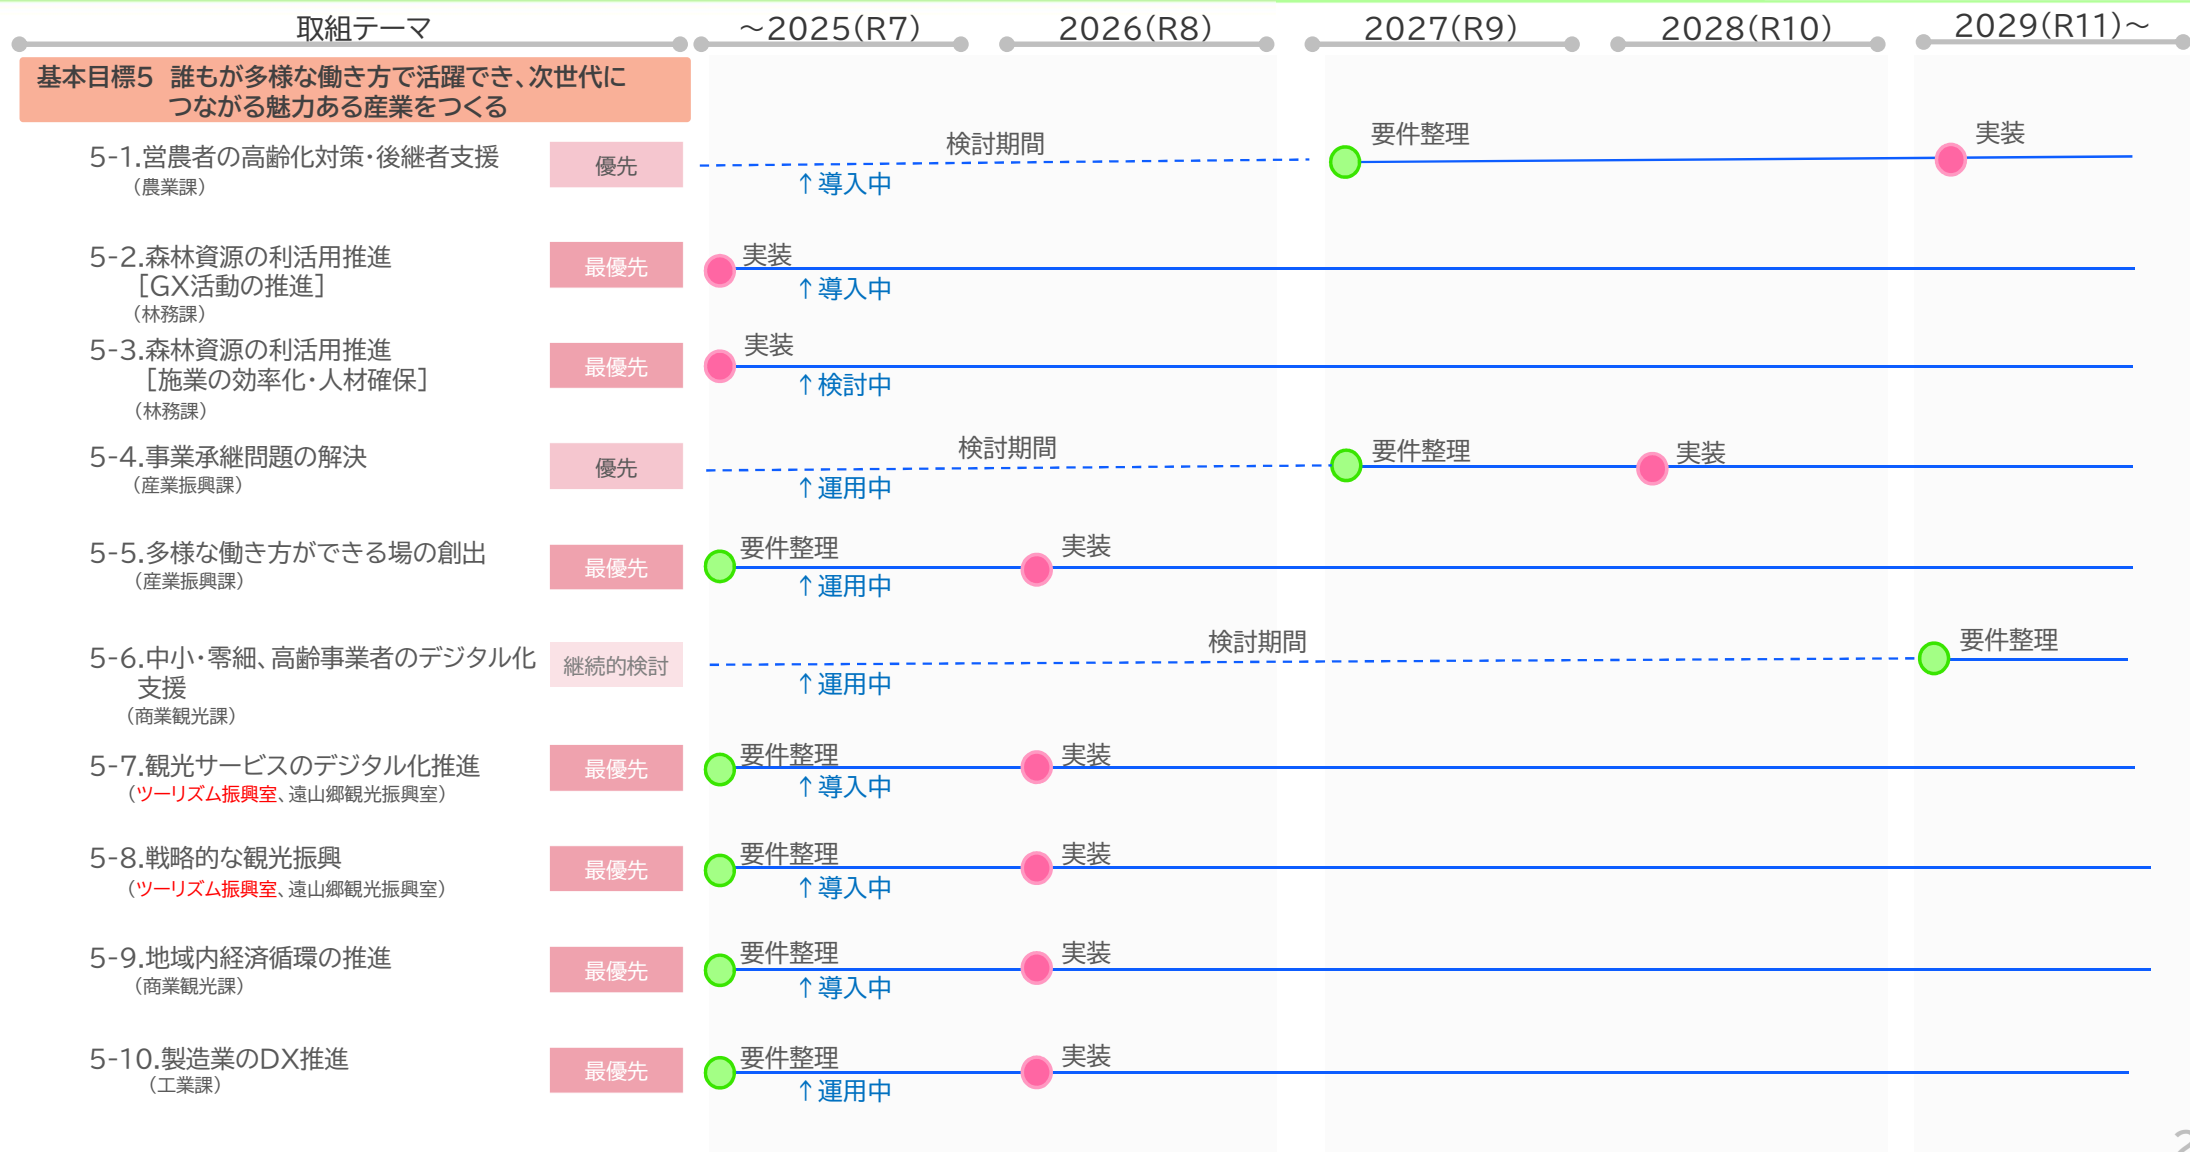 取組テーマ
～2025（R7）
2026（R8）
2027（R9）
2028（R10）
2029（R11）～
基本目標5 誰もが多様な働き方で活躍でき、次世代に
つながる魅力ある産業をつくる
5-1.営農者の高齢化対策・後継者支援
（農業課）
優先
検討期間
↑導入中
要件整理
実装
5-2.森林資源の利活用推進
［GX活動の推進］
（林務課）
最優先
実装
↑導入中
5-3.森林資源の利活用推進
［施業の効率化・人材確保］
（林務課）
最優先
実装
↑検討中
5-4.事業承継問題の解決
（産業振興課）
優先
検討期間
↑運用中
要件整理
実装
5-5.多様な働き方ができる場の創出
（産業振興課）
最優先
要件整理
↑運用中
実装
5-6.中小・零細、高齢事業者のデジタル化
支援
（商業観光課）
継続的検討
検討期間
↑運用中
要件整理
5-7.観光サービスのデジタル化推進
（ツーリズム振興室、遠山郷観光振興室）
最優先
要件整理
↑導入中
実装
5-8.戦略的な観光振興
（ツーリズム振興室、遠山郷観光振興室）
最優先
要件整理
↑導入中
実装
5-9.地域内経済循環の推進
（商業観光課）
最優先
要件整理
↑導入中
実装
5-10.製造業のDX推進
（工業課）
最優先
要件整理
↑運用中
実装